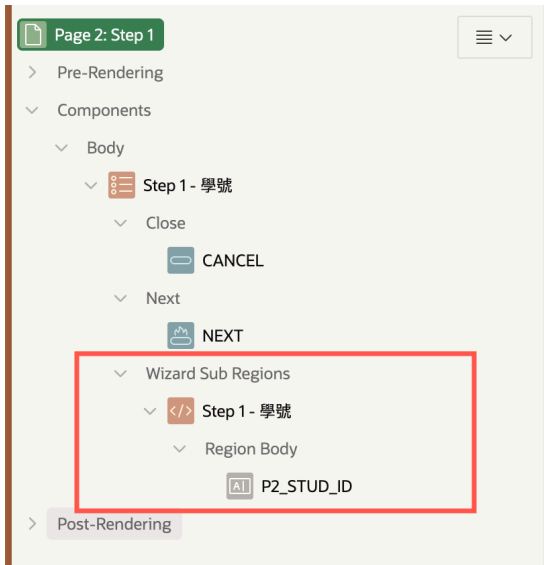 Page 2: Step 1
Pre-Rendering
Components
Body
Step 1 - 學號
Close
CANCEL
Next
NEXT
Wizard Sub Regions
Step 1 - 學號
Region Body
P2_STUD_ID
Post-Rendering